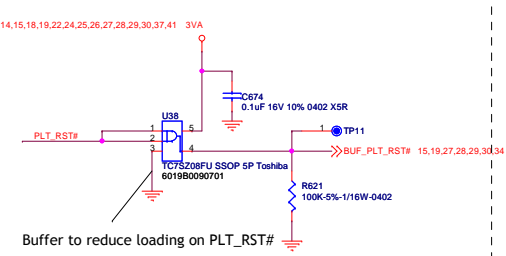 14,15,18,19,22,24,25,26,27,28,29,30,37,41 3VA
C674
0.1uF 16V 10% 0402 X5R
U38
1
5
TP11
1
PLT_RST#
2
3
4
BUF_PLT_RST# 15,19,27,28,29,30,34
TC7SZ08FU SSOP 5P Toshiba
6019B0090701
R621
100K-5%-1/16W-0402
Buffer to reduce loading on PLT_RST#